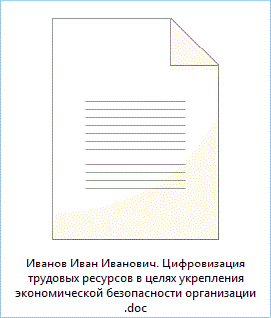 Иванов Иван Иванович. Цифровизация
трудовых ресурсов в целях укрепления
экономической безопасности организации
.doc